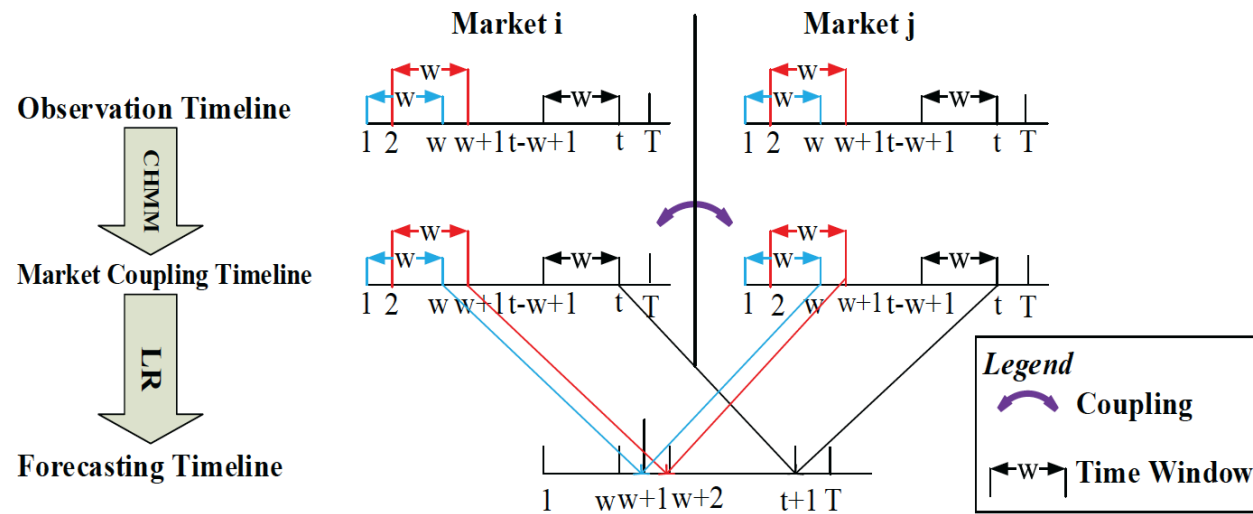 Market i Market j
w w
w w w w
Observation Timeline
1 2 w w+1 t-w+1 t T 1 2 w w+1 t-w+1 t T
CHMM
w w
w w w w
Market Coupling Timeline
1 2 w w+1 t-w+1 t T 1 2 w w+1 t-w+1 t T
LR
Legend
Coupling
Forecasting Timeline
w Time Window
1 w w+1 w+2 t+1 T